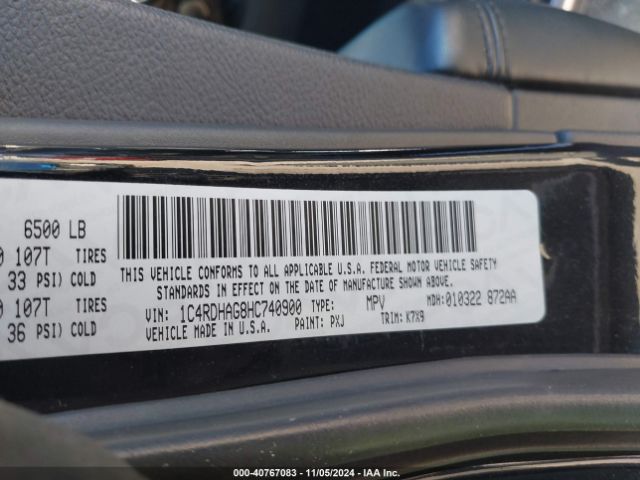 6500 LB
0 107T TIRES
33 PSI) COLD
0 107T TIRES
36 PSI) COLD
THIS VEHICLE CONFORMS TO ALL APPLICABLE U.S.A. FEDERAL MOTOR VEHICLE SAFETY
STANDARDS IN EFFECT ON THE DATE OF MANUFACTURE SHOWN ABOVE.
VIN: 1C4RDHAG8HC740900 TYPE: MPV MDH: 010322 872AA
VEHICLE MADE IN U.S.A. PAINT: PXJ TRIM: K7X9
000-40767083 - 11/05/2024 - IAA Inc.